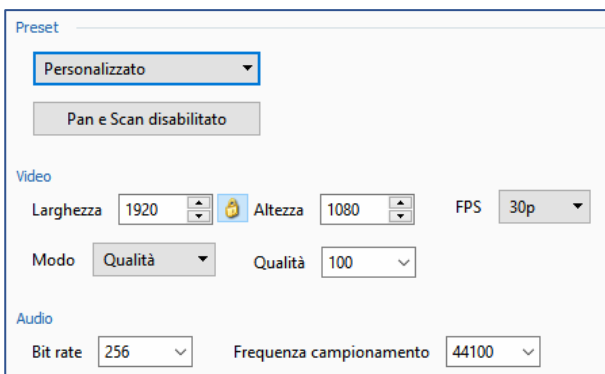 Preset
Personalizzato
Pan e Scan disabilitato
Video
Larghezza 1920 Altezza 1080 FPS 30p
Modo Qualità Qualità 100
Audio
Bit rate 256 Frequenza campionamento 44100